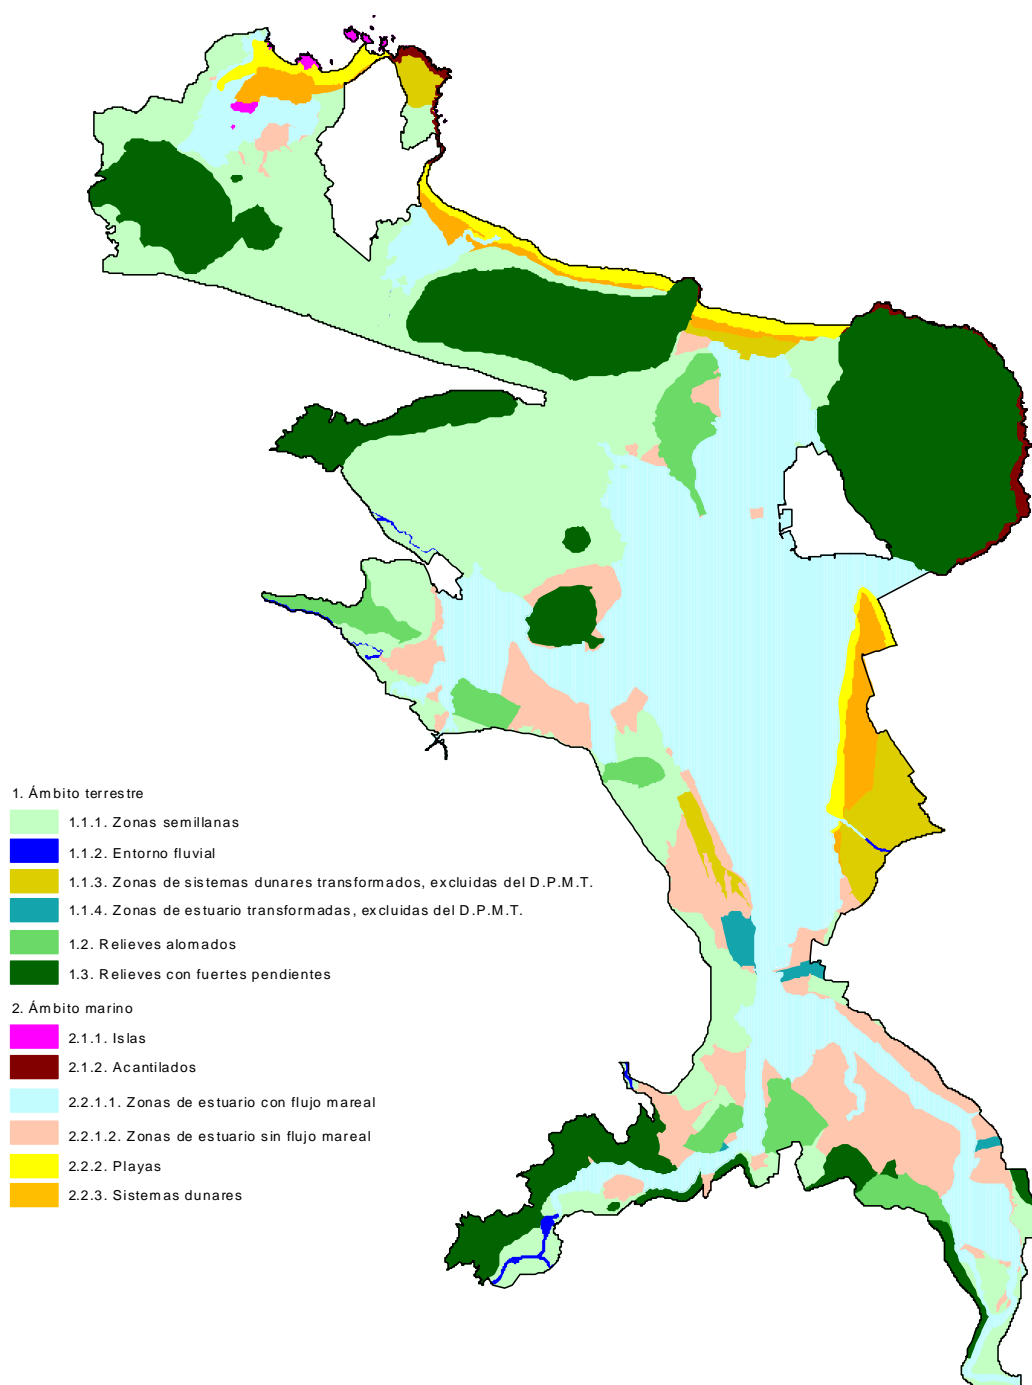 1. Ámbito terrestre
1.1.1. Zonas semillanas
1.1.2. Entorno fluvial
1.1.3. Zonas de sistemas dunares transformados, excluidas del D.P.M.T.
1.1.4. Zonas de estuario transformadas, excluidas del D.P.M.T.
1.2. Relieves alomados
1.3. Relieves con fuertes pendientes
2. Ámbito marino
2.1.1. Islas
2.1.2. Acantilados
2.2.1.1. Zonas de estuario con flujo mareal
2.2.1.2. Zonas de estuario sin flujo mareal
2.2.2. Playas
2.2.3. Sistemas dunares